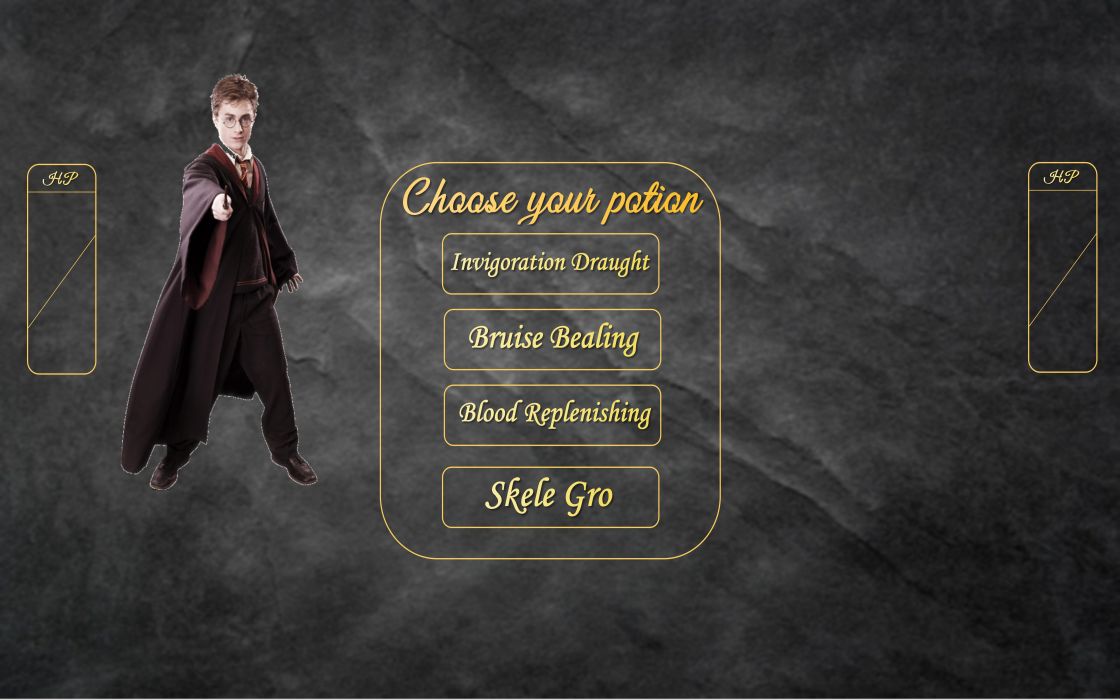 HP
HP
Choose your potion
Invigoration Draught
Bruise Bealing
Blood Replenishing
Skele Gro